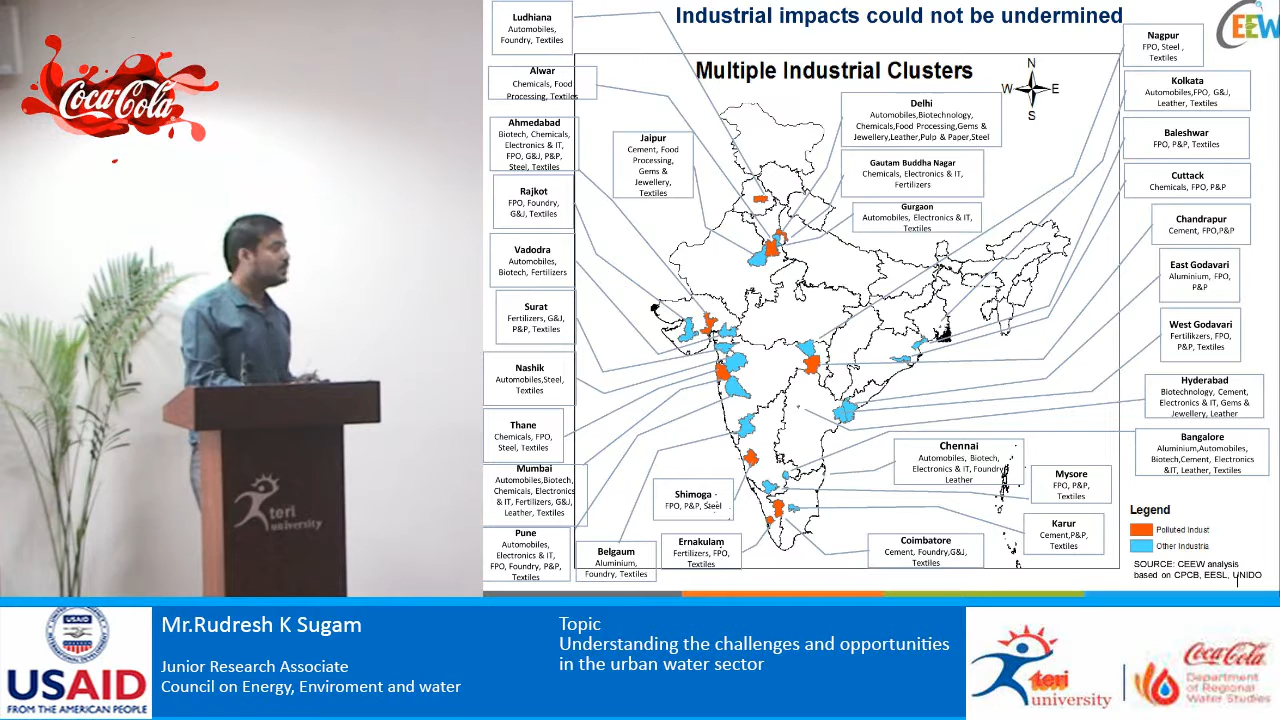 Coca-Cola
teri
university
Industrial impacts could not be undermined
CEEW
Multiple Industrial Clusters
N
W
E
S
Ludhiana
Automobiles,
Foundry, Textiles
Alwar
Chemicals, Food
Processing, Textiles
Ahmedabad
Biotech, Chemicals,
Electronics & IT,
FPO, G&J, P&P,
Steel, Textiles
Rajkot
FPO, Foundry,
G&J, Textiles
Vadodra
Automobiles,
Biotech, Fertilizers
Surat
Fertilizers, G&J,
P&P, Textiles
Nashik
Automobiles,Steel,
Textiles
Thane
Chemicals, FPO,
Steel, Textiles
Mumbai
Automobiles,Biotech,
Chemicals, Electronics
& IT, Fertilizers, G&J,
Leather, Textiles
Pune
Automobiles,
Electronics & IT,
FPO, Foundry, P&P,
Textiles
Jaipur
Cement, Food
Processing,
Gems &
Jewellery,
Textiles
Delhi
Automobiles,Biotechnology,
Chemicals,Food Processing,Gems &
Jewellery,Leather,Pulp & Paper,Steel
Gautam Buddha Nagar
Chemicals, Electronics & IT,
Fertilizers
Gurgaon
Automobiles, Electronics & IT,
Textiles
Nagpur
FPO, Steel ,
Textiles
Kolkata
Automobiles,FPO, G&J,
Leather, Textiles
Baleshwar
FPO, P&P, Textiles
Cuttack
Chemicals, FPO, P&P
Chandrapur
Cement, FPO,P&P
East Godavari
Aluminium, FPO,
P&P
West Godavari
Fertilikzers, FPO,
P&P, Textiles
Hyderabad
Biotechnology, Cement,
Electronics & IT, Gems &
Jewellery, Leather
Bangalore
Aluminium,Automobiles,
Biotech,Cement, Electronics
&IT, Leather, Textiles
Chennai
Automobiles, Biotech,
Electronics & IT, Foundry
Leather
Mysore
FPO, P&P,
Textiles
Karur
Cement,P&P,
Textiles
Shimoga -
FPO, P&P, Steel
Belgaum
Aluminium,
Foundry, Textiles
Ernakulam
Fertilizers, FPO,
Textiles
Coimbatore
Cement, Foundry,G&J,
Textiles
Legend
Polluted Indust
Other Industria
SOURCE: CEEW analysis
based on CPCB, EESL, UNIDO
USAID
USAID
FROM THE AMERICAN PEOPLE
Mr.Rudresh K Sugam
Junior Research Associate
Council on Energy, Enviroment and water
Topic
Understanding the challenges and opportunities
in the urban water sector
teri
university
Coca-Cola
Department
of Regional
Water Studies